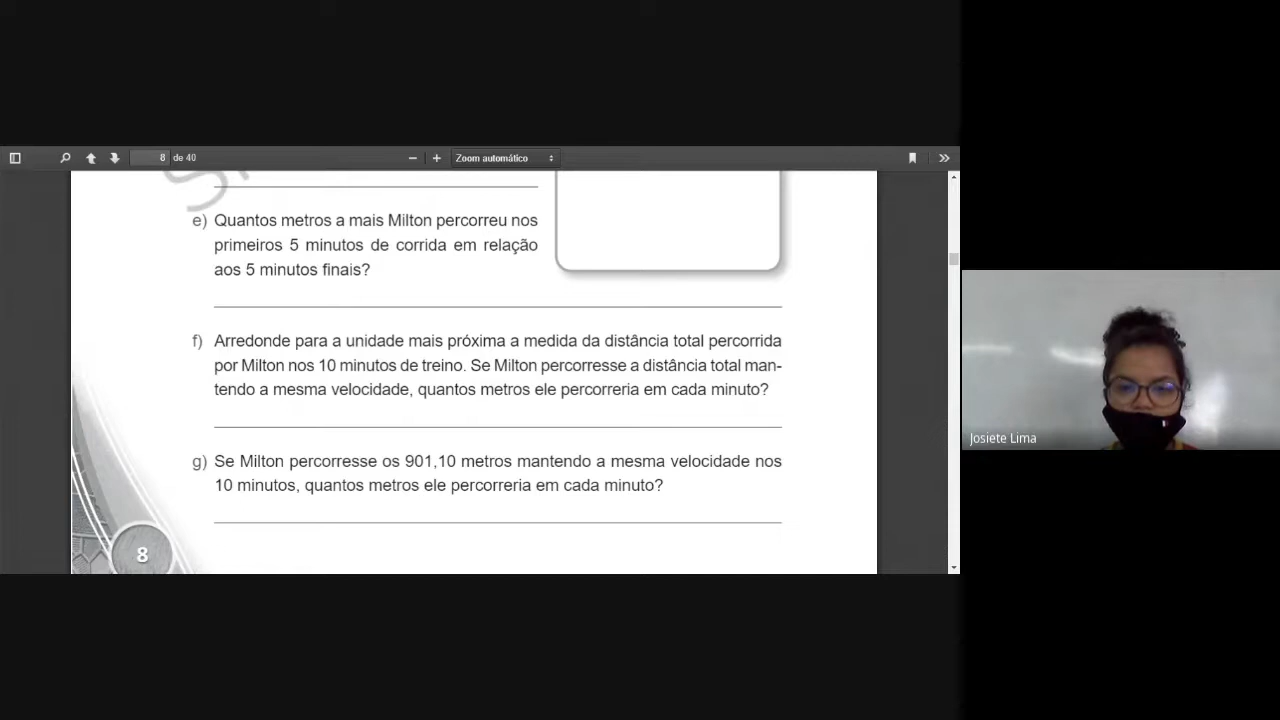 8 de 40
Zoom automático
e) Quantos metros a mais Milton percorreu nos
primeiros 5 minutos de corrida em relação
aos 5 minutos finais?
f) Arredonde para a unidade mais próxima a medida da distância total percorrida
por Milton nos 10 minutos de treino. Se Milton percorresse a distância total man-
tendo a mesma velocidade, quantos metros ele percorreria em cada minuto?
g) Se Milton percorresse os 901,10 metros mantendo a mesma velocidade nos
10 minutos, quantos metros ele percorreria em cada minuto?
8
Josiete Lima